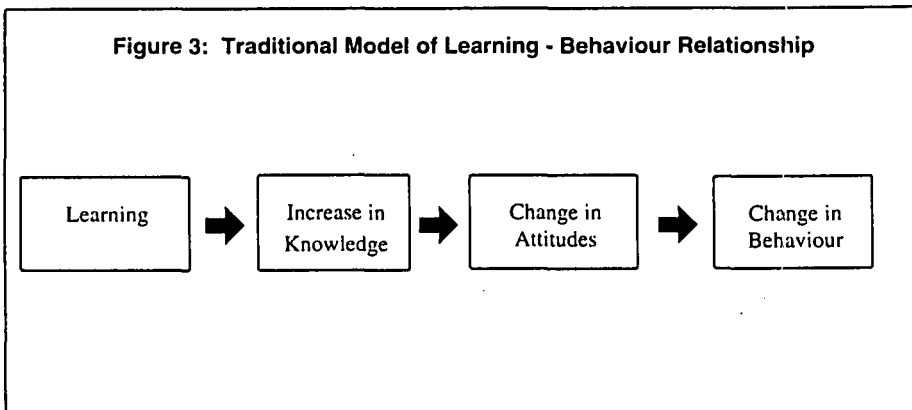 Figure 3: Traditional Model of Learning - Behaviour Relationship
Learning
Increase in
Knowledge
Change in
Attitudes
Change in
Behaviour